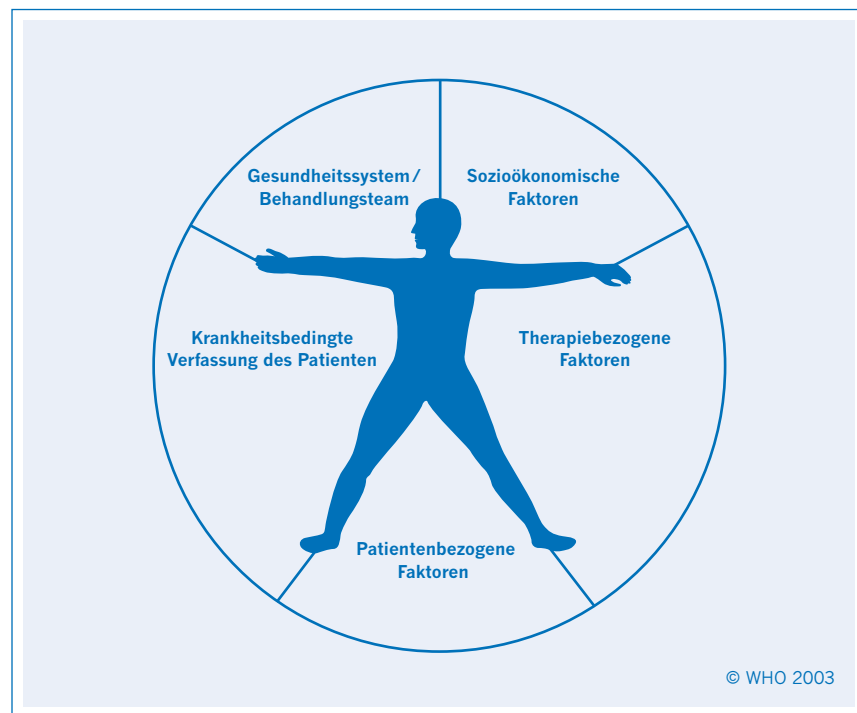 Gesundheitssystem/
Behandlungsteam
Sozioökonomische
Faktoren
Krankheitsbedingte
Verfassung des Patienten
Therapiebezogene
Faktoren
Patientenbezogene
Faktoren
© WHO 2003